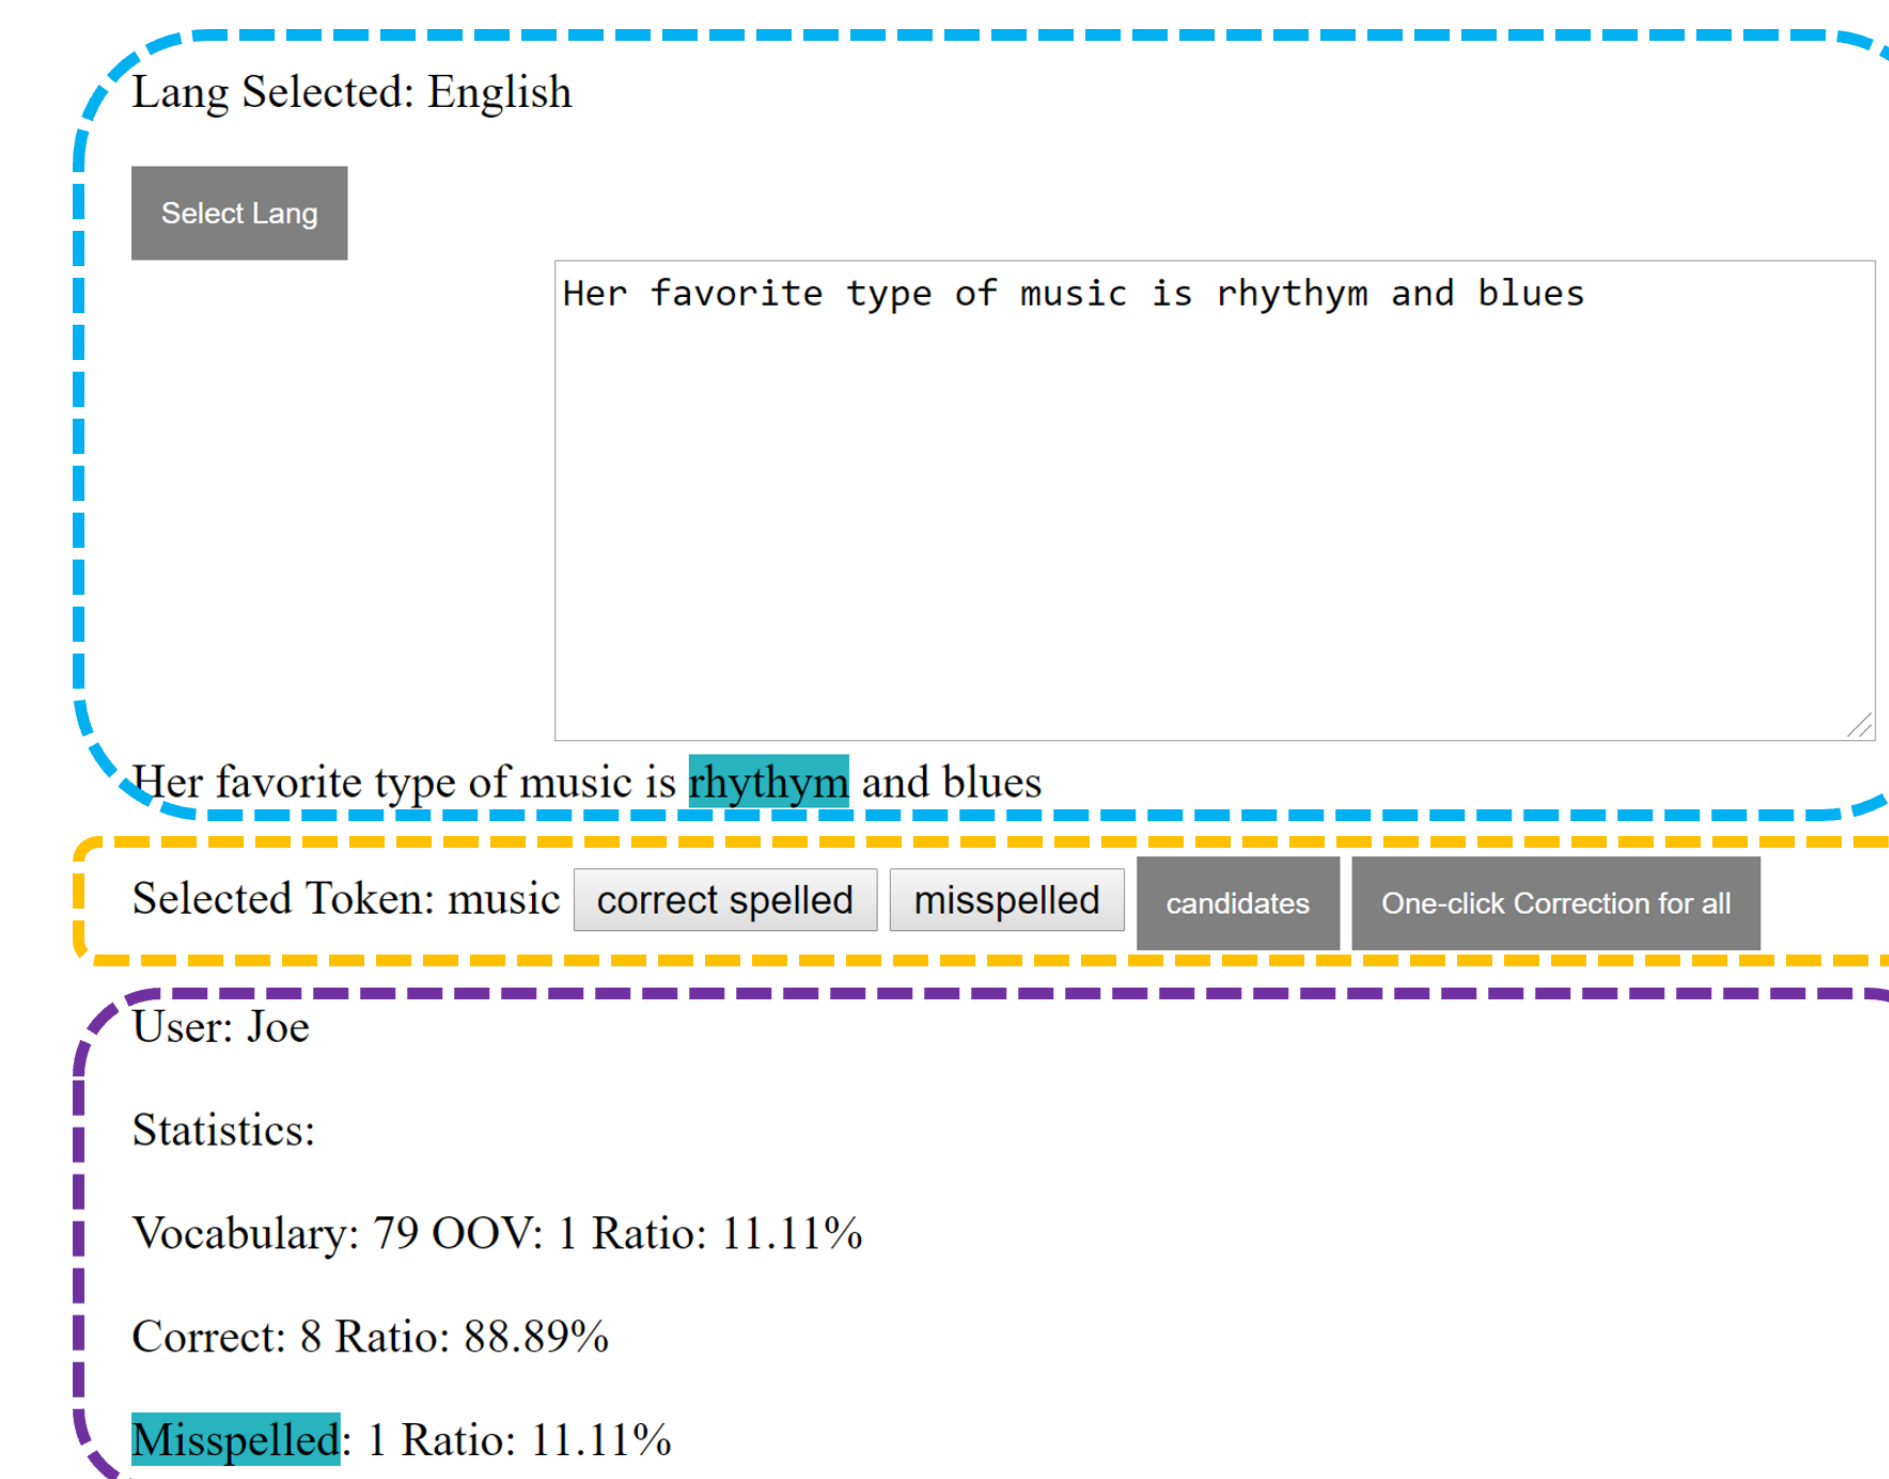 Lang Selected: English
Select Lang
Her favorite type of music is rhythym and blues
Her favorite type of music is rhythym and blues
Selected Token: music correct spelled misspelled candidates One-click Correction for all
User: Joe
Statistics:
Vocabulary: 79 OOV: 1 Ratio: 11.11%
Correct: 8 Ratio: 88.89%
Misspelled: 1 Ratio: 11.11%